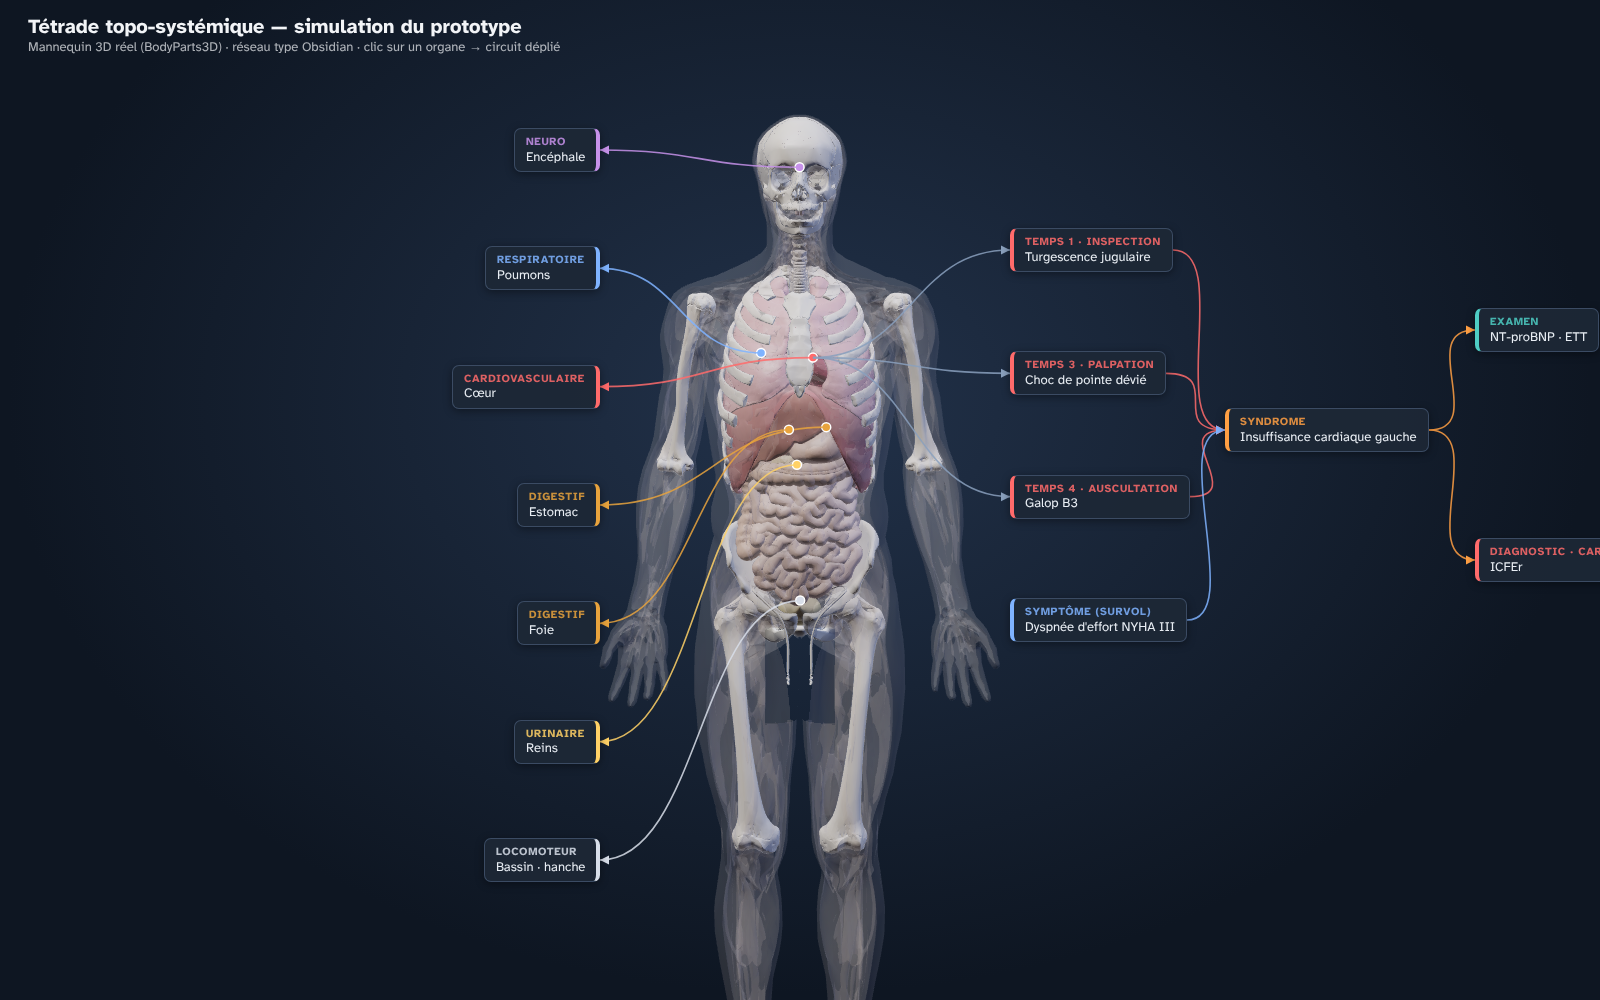 Tétrade topo-systémique — simulation du prototype
Mannequin 3D réel (BodyParts3D) · réseau type Obsidian · clic sur un organe → circuit déplié
NEURO
Encéphale
RESPIRATOIRE
Poumons
CARDIOVASCULAIRE
Cœur
DIGESTIF
Estomac
DIGESTIF
Foie
URINAIRE
Reins
LOCOMOTEUR
Bassin · hanche
TEMPS 1 · INSPECTION
Turgescence jugulaire
TEMPS 3 · PALPATION
Choc de pointe dévié
TEMPS 4 · AUSCULTATION
Galop B3
SYMPTÔME (SURVOL)
Dyspnée d'effort NYHA III
SYNDROME
Insuffisance cardiaque gauche
EXAMEN
NT-proBNP · ETT
DIAGNOSTIC · CAR
ICFEr